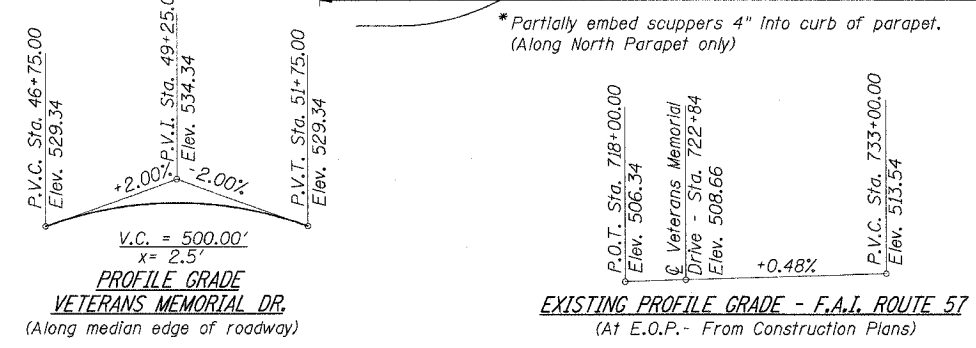 * Partially embed scuppers 4" into curb of parapet.
(Along North Parapet only)
P.V.C. Sta. 46+75.00
Elev. 529.34
P.V.I. Sta. 49+25.0
Elev. 534.34
P.V.T. Sta. 51+75.00
Elev. 529.34
+2.00%
-2.00%
V.C. = 500.00'
x= 2.5'
PROFILE GRADE
VETERANS MEMORIAL DR.
(Along median edge of roadway)
P.O.T. Sta. 718+00.00
Elev. 506.34
℄ Veterans Memorial
Drive - Sta. 722+84
Elev. 508.66
P.V.C. Sta. 733+00.00
Elev. 513.54
+0.48%
EXISTING PROFILE GRADE - F.A.I. ROUTE 57
(At E.O.P.- From Construction Plans)